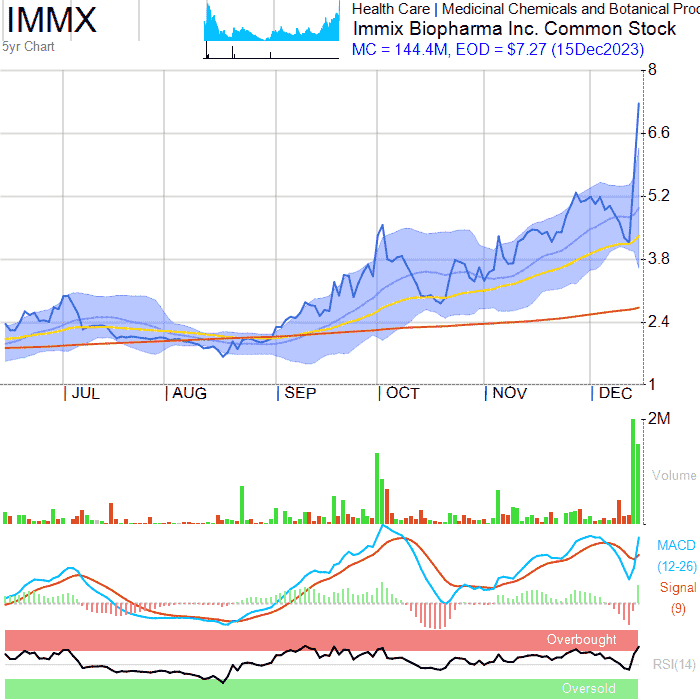 IMMX
5yr Chart
Health Care | Medicinal Chemicals and Botanical Proc
Immix Biopharma Inc. Common Stock
MC = 144.4M, EOD = $7.27 (15Dec2023)
8
6.6
5.2
3.8
2.4
1
JUL AUG SEP OCT NOV DEC
2M
Volume
MACD
(12-26)
Signal
(9)
Overbought
RSI(14)
Oversold